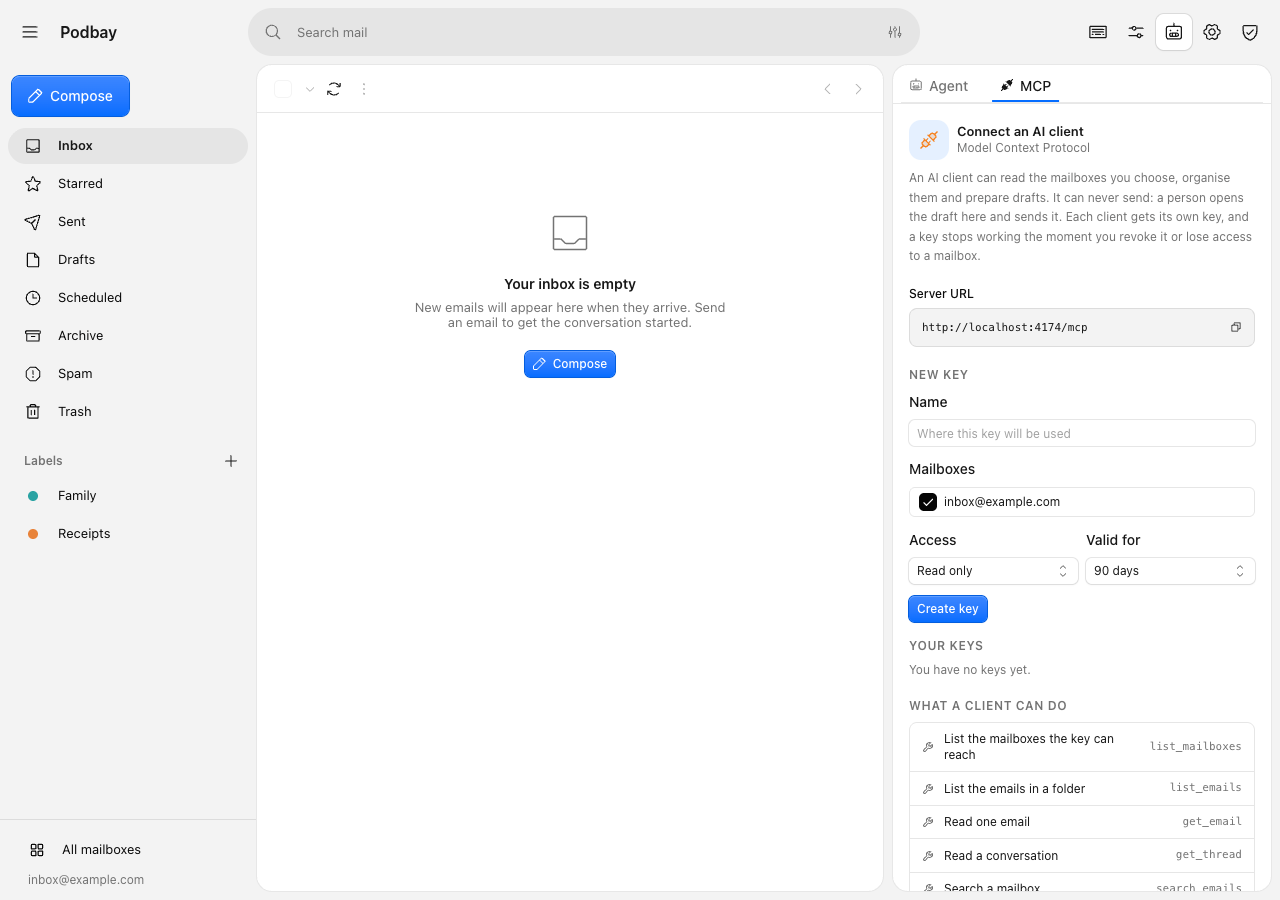 Podbay
Search mail
Compose
Inbox
Starred
Sent
Drafts
Scheduled
Archive
Spam
Trash
Labels
Family
Receipts
All mailboxes
inbox@example.com
Your inbox is empty
New emails will appear here when they arrive. Send
an email to get the conversation started.
Compose
Agent
MCP
Connect an AI client
Model Context Protocol
An AI client can read the mailboxes you choose, organise
them and prepare drafts. It can never send: a person opens
the draft here and sends it. Each client gets its own key, and
a key stops working the moment you revoke it or lose access
to a mailbox.
Server URL
http://localhost:4174/mcp
NEW KEY
Name
Where this key will be used
Mailboxes
inbox@example.com
Access
Valid for
Read only
90 days
Create key
YOUR KEYS
You have no keys yet.
WHAT A CLIENT CAN DO
List the mailboxes the key can
reach
list_mailboxes
List the emails in a folder
list_emails
Read one email
get_email
Read a conversation
get_thread
Search a mailbox
search_emails